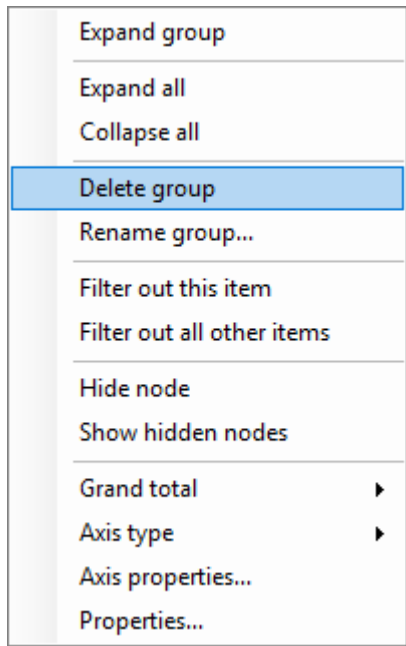 Expand group
Expand all
Collapse all
Delete group
Rename group...
Filter out this item
Filter out all other items
Hide node
Show hidden nodes
Grand total
Axis type
Axis properties...
Properties...